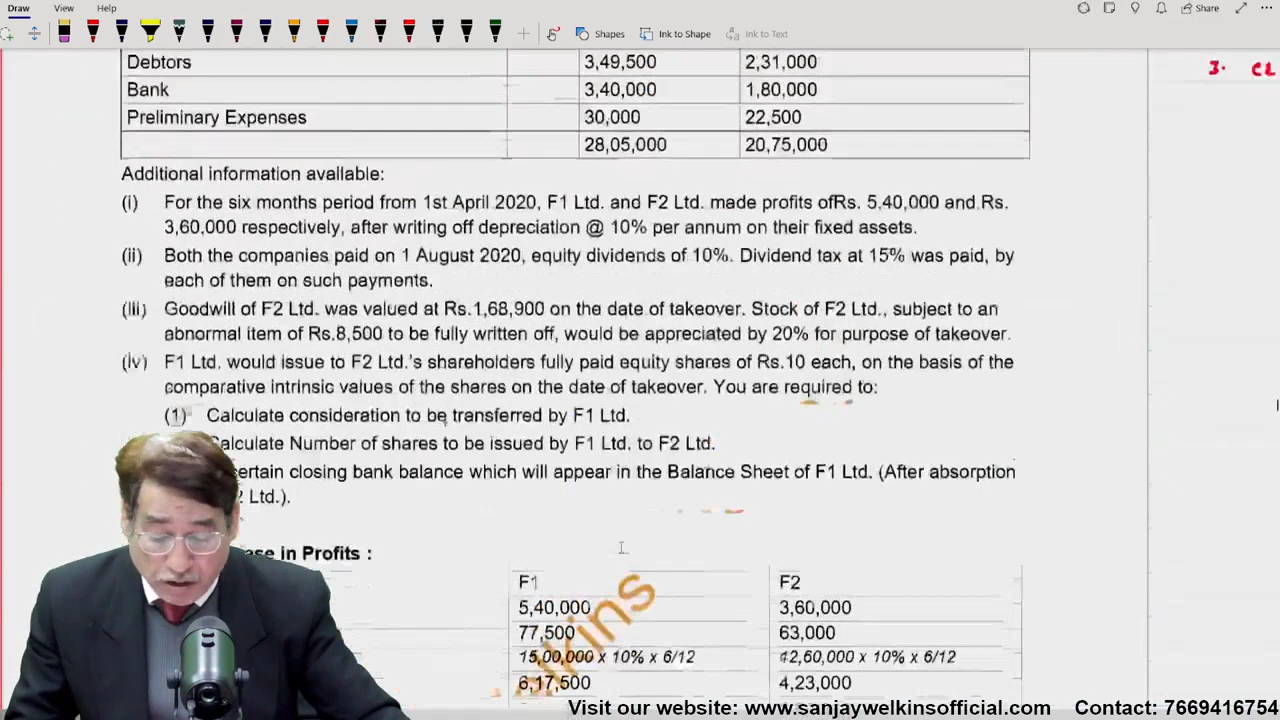 Draw View Help
Share
Shapes Ink to Shape Ink to Text
Debtors 3,49,500 2,31,000
3. CL
Bank 3,40,000 1,80,000
Preliminary Expenses 30,000 22,500
28,05,000 20,75,000
Additional information available:
(i) For the six months period from 1st April 2020, F1 Ltd. and F2 Ltd. made profits ofRs. 5,40,000 and Rs.
3,60,000 respectively, after writing off depreciation @ 10% per annum on their fixed assets.
(ii) Both the companies paid on 1 August 2020, equity dividends of 10%. Dividend tax at 15% was paid, by
each of them on such payments.
(iii) Goodwill of F2 Ltd. was valued at Rs.1,68,900 on the date of takeover. Stock of F2 Ltd., subject to an
abnormal item of Rs.8,500 to be fully written off, would be appreciated by 20% for purpose of takeover.
(iv) F1 Ltd. would issue to F2 Ltd.'s shareholders fully paid equity shares of Rs.10 each, on the basis of the
comparative intrinsic values of the shares on the date of takeover. You are required to:
(1) Calculate consideration to be transferred by F1 Ltd.
alculate Number of shares to be issued by F1 Ltd. to F2 Ltd.
certain closing bank balance which will appear in the Balance Sheet of F1 Ltd. (After absorption
2 Ltd.).
ase in Profits :
F1 F2
5,40,000 3,60,000
77,500 63,000
15,00,000 x 10% x 6/12 12,60,000 x 10% x 6/12
6,17,500 4,23,000
lkins
Visit our website: www.sanjaywelkinsofficial.com Contact: 7669416754